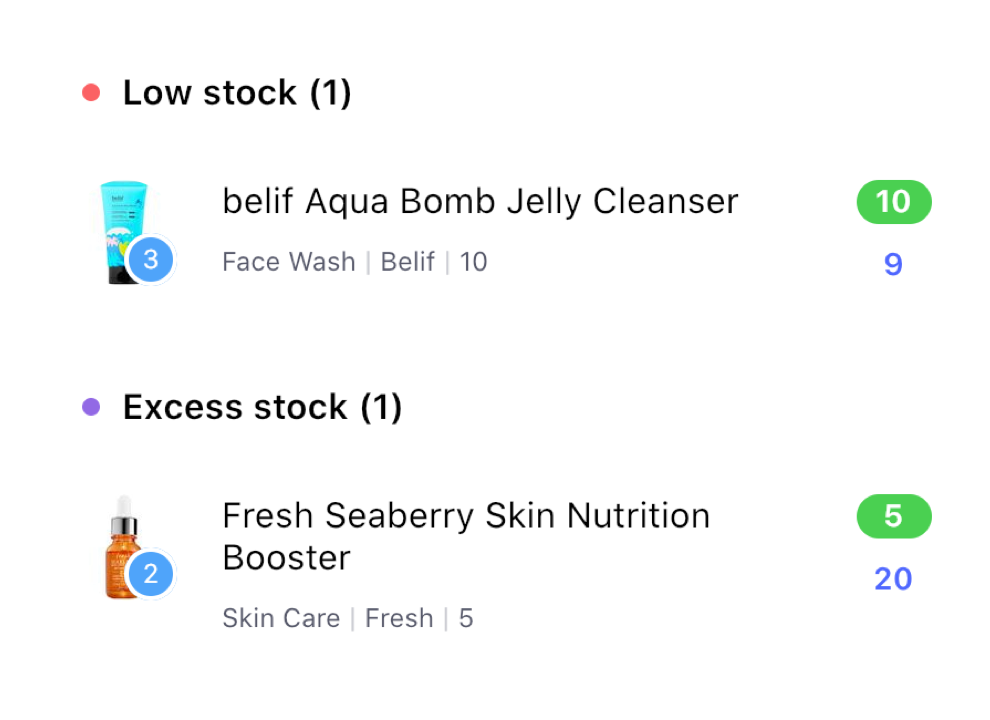 Low stock (1)
belif Aqua Bomb Jelly Cleanser
10
3
Face Wash | Belif | 10
9
Excess stock (1)
Fresh Seaberry Skin Nutrition
Booster
5
2
20
Skin Care | Fresh | 5